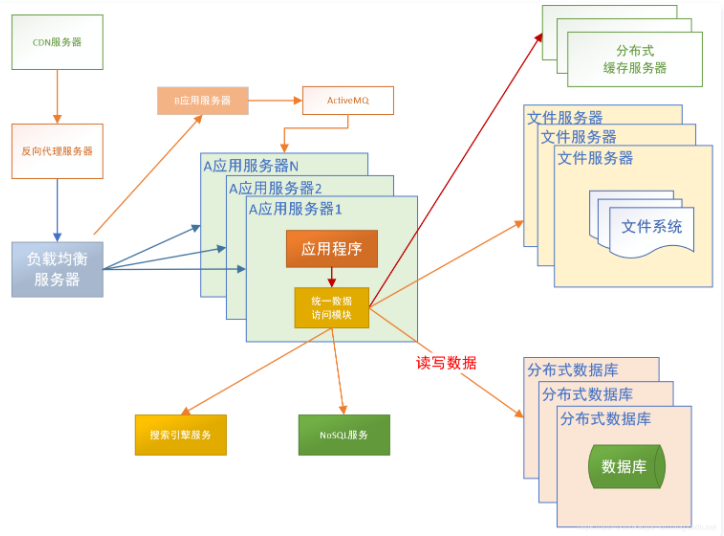 CDN服务器
反向代理服务器
负载均衡
服务器
B应用服务器
ActiveMQ
A应用服务器N
A应用服务器2
A应用服务器1
应用程序
统一数据
访问模块
搜索引擎服务
NoSQL服务
读写数据
分布式
缓存服务器
文件服务器
文件服务器
文件服务器
文件系统
分布式数据库
分布式数据库
分布式数据库
数据库